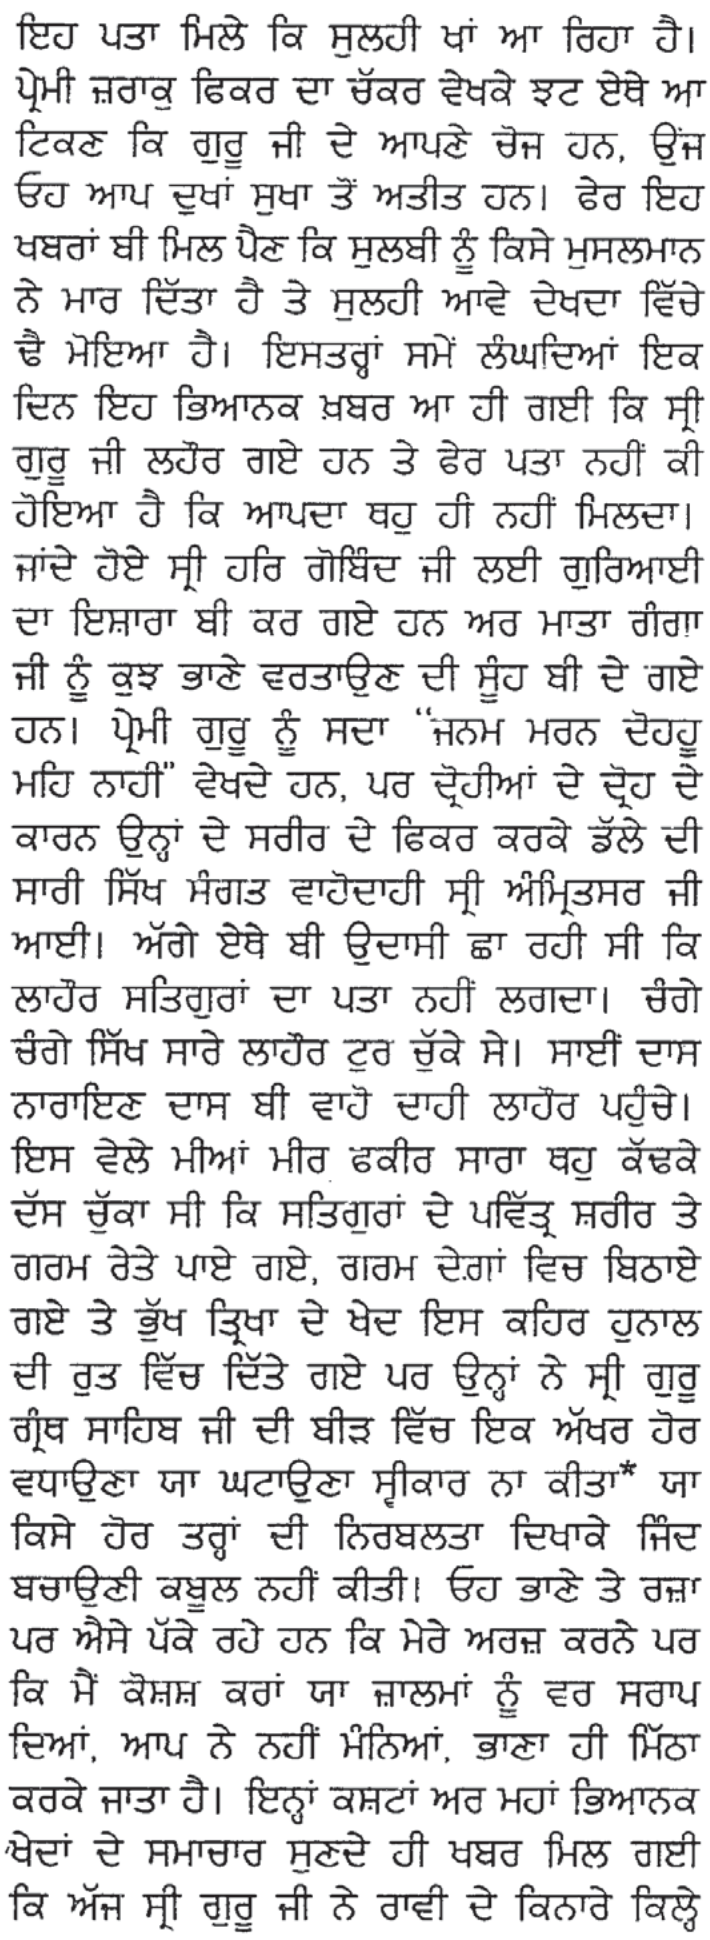 ਇਹ ਪਤਾ ਮਿਲੇ ਕਿ ਸੁਲਹੀ ਖਾਂ ਆ ਰਿਹਾ ਹੈ।
ਪ੍ਰੇਮੀ ਜ਼ਰਾਕੁ ਫਿਕਰ ਦਾ ਚੱਕਰ ਵੇਖਕੇ ਝਟ ਏਥੇ ਆ
ਟਿਕਣ ਕਿ ਗੁਰੂ ਜੀ ਦੇ ਆਪਣੇ ਚੋਜ ਹਨ, ਉਂਜ
ਓਹ ਆਪ ਦੁਖਾਂ ਸੁਖਾ ਤੋਂ ਅਤੀਤ ਹਨ। ਫੇਰ ਇਹ
ਖਬਰਾਂ ਬੀ ਮਿਲ ਪੈਣ ਕਿ ਸੁਲਬੀ ਨੂੰ ਕਿਸੇ ਮੁਸਲਮਾਨ
ਨੇ ਮਾਰ ਦਿੱਤਾ ਹੈ ਤੇ ਸੁਲਹੀ ਆਵੇ ਦੇਖਦਾ ਵਿੱਚੇ
ਢੈ ਮੋਇਆ ਹੈ। ਇਸਤਰ੍ਹਾਂ ਸਮੇਂ ਲੰਘਦਿਆਂ ਇਕ
ਦਿਨ ਇਹ ਭਿਆਨਕ ਖ਼ਬਰ ਆ ਹੀ ਗਈ ਕਿ ਸ੍ਰੀ
ਗੁਰੂ ਜੀ ਲਹੌਰ ਗਏ ਹਨ ਤੇ ਫੇਰ ਪਤਾ ਨਹੀਂ ਕੀ
ਹੋਇਆ ਹੈ ਕਿ ਆਪਦਾ ਥਹੁ ਹੀ ਨਹੀਂ ਮਿਲਦਾ।
ਜਾਂਦੇ ਹੋਏ ਸ੍ਰੀ ਹਰਿ ਗੋਬਿੰਦ ਜੀ ਲਈ ਗੁਰਿਆਈ
ਦਾ ਇਸ਼ਾਰਾ ਬੀ ਕਰ ਗਏ ਹਨ ਅਰ ਮਾਤਾ ਗੰਗਾ
ਜੀ ਨੂੰ ਕੁਝ ਭਾਣੇ ਵਰਤਾਉਣ ਦੀ ਸੂੰਹ ਬੀ ਦੇ ਗਏ
ਹਨ। ਪ੍ਰੇਮੀ ਗੁਰੂ ਨੂੰ ਸਦਾ “ਜਨਮ ਮਰਨ ਦੋਹਹੂ
ਮਹਿ ਨਾਹੀ” ਵੇਖਦੇ ਹਨ, ਪਰ ਦ੍ਰੋਹੀਆਂ ਦੇ ਦ੍ਰੋਹ ਦੇ
ਕਾਰਨ ਉਨ੍ਹਾਂ ਦੇ ਸਰੀਰ ਦੇ ਫਿਕਰ ਕਰਕੇ ਡੱਲੇ ਦੀ
ਸਾਰੀ ਸਿੱਖ ਸੰਗਤ ਵਾਹੋਦਾਹੀ ਸ੍ਰੀ ਅੰਮ੍ਰਿਤਸਰ ਜੀ
ਆਈ। ਅੱਗੇ ਏਥੇ ਬੀ ਉਦਾਸੀ ਛਾ ਰਹੀ ਸੀ ਕਿ
ਲਾਹੌਰ ਸਤਿਗੁਰਾਂ ਦਾ ਪਤਾ ਨਹੀਂ ਲਗਦਾ। ਚੰਗੇ
ਚੰਗੇ ਸਿੱਖ ਸਾਰੇ ਲਾਹੌਰ ਟੁਰ ਚੁੱਕੇ ਸੇ। ਸਾਈਂ ਦਾਸ
ਨਾਰਾਇਣ ਦਾਸ ਬੀ ਵਾਹੋ ਦਾਹੀ ਲਾਹੌਰ ਪਹੁੰਚੇ।
ਇਸ ਵੇਲੇ ਮੀਆਂ ਮੀਰ ਫਕੀਰ ਸਾਰਾ ਥਹੁ ਕੱਢਕੇ
ਦੱਸ ਚੁੱਕਾ ਸੀ ਕਿ ਸਤਿਗੁਰਾਂ ਦੇ ਪਵਿੱਤ੍ਰ ਸ਼ਰੀਰ ਤੇ
ਗਰਮ ਰੇਤੇ ਪਾਏ ਗਏ, ਗਰਮ ਦੇਗ਼ਾਂ ਵਿਚ ਬਿਠਾਏ
ਗਏ ਤੇ ਭੁੱਖ ਤ੍ਰਿਖਾ ਦੇ ਖੇਦ ਇਸ ਕਹਿਰ ਹੁਨਾਲ
ਦੀ ਰੁਤ ਵਿੱਚ ਦਿੱਤੇ ਗਏ ਪਰ ਉਨ੍ਹਾਂ ਨੇ ਸ੍ਰੀ ਗੁਰੂ
ਗ੍ਰੰਥ ਸਾਹਿਬ ਜੀ ਦੀ ਬੀੜ ਵਿੱਚ ਇਕ ਅੱਖਰ ਹੋਰ
ਵਧਾਉਣਾ ਯਾ ਘਟਾਉਣਾ ਸ੍ਵੀਕਾਰ ਨਾ ਕੀਤਾ* ਯਾ
ਕਿਸੇ ਹੋਰ ਤਰ੍ਹਾਂ ਦੀ ਨਿਰਬਲਤਾ ਦਿਖਾਕੇ ਜਿੰਦ
ਬਚਾਉਣੀ ਕਬੂਲ ਨਹੀਂ ਕੀਤੀ। ਓਹ ਭਾਣੇ ਤੇ ਰਜ਼ਾ
ਪਰ ਐਸੇ ਪੱਕੇ ਰਹੇ ਹਨ ਕਿ ਮੇਰੇ ਅਰਜ਼ ਕਰਨੇ ਪਰ
ਕਿ ਮੈਂ ਕੋਸ਼ਸ਼ ਕਰਾਂ ਯਾ ਜ਼ਾਲਮਾਂ ਨੂੰ ਵਰ ਸਰਾਪ
ਦਿਆਂ, ਆਪ ਨੇ ਨਹੀਂ ਮੰਨਿਆਂ, ਭਾਣਾ ਹੀ ਮਿੱਠਾ
ਕਰਕੇ ਜਾਤਾ ਹੈ। ਇਨ੍ਹਾਂ ਕਸ਼ਟਾਂ ਅਰ ਮਹਾਂ ਭਿਆਨਕ
ਖੇਦਾਂ ਦੇ ਸਮਾਚਾਰ ਸੁਣਦੇ ਹੀ ਖਬਰ ਮਿਲ ਗਈ
ਕਿ ਅੱਜ ਸ੍ਰੀ ਗੁਰੂ ਜੀ ਨੇ ਰਾਵੀ ਦੇ ਕਿਨਾਰੇ ਕਿਲ੍ਹੇ